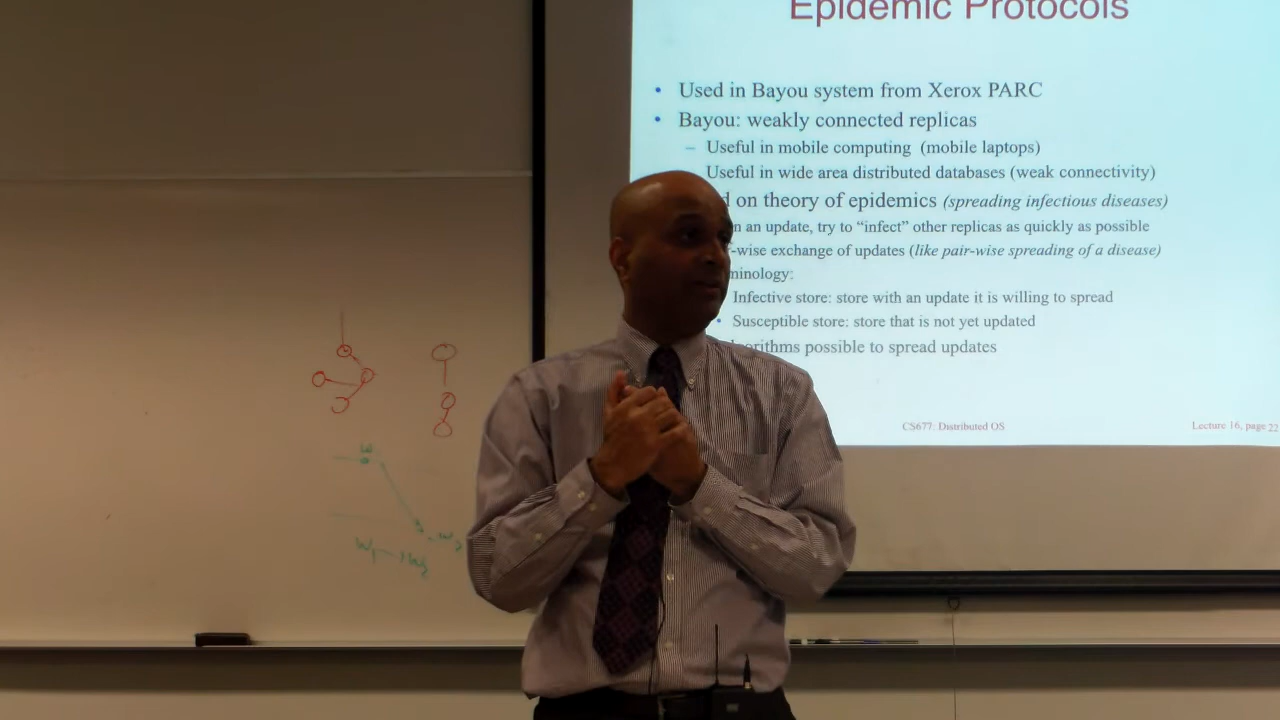 Epidemic Protocols
• Used in Bayou system from Xerox PARC
• Bayou: weakly connected replicas
– Useful in mobile computing (mobile laptops)
Useful in wide area distributed databases (weak connectivity)
on theory of epidemics (spreading infectious diseases)
an update, try to “infect” other replicas as quickly as possible
-wise exchange of updates (like pair-wise spreading of a disease)
minology:
Infective store: store with an update it is willing to spread
• Susceptible store: store that is not yet updated
orithms possible to spread updates
CS677: Distributed OS
Lecture 16, page 22